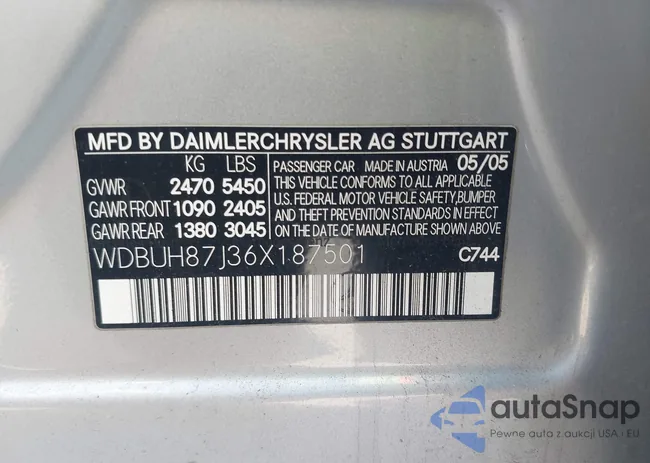 MFD BY DAIMLERCHRYSLER AG STUTTGART
KG LBS
GVWR 2470 5450
GAWR FRONT 1090 2405
GAWR REAR 1380 3045
PASSENGER CAR MADE IN AUSTRIA 05/05
THIS VEHICLE CONFORMS TO ALL APPLICABLE
U.S. FEDERAL MOTOR VEHICLE SAFETY, BUMPER
AND THEFT PREVENTION STANDARDS IN EFFECT
ON THE DATE OF MANUFACTURE SHOWN ABOVE
WDBUH87J36X187501 C744
autaSnap
Pewne auta z aukcji USA i EU